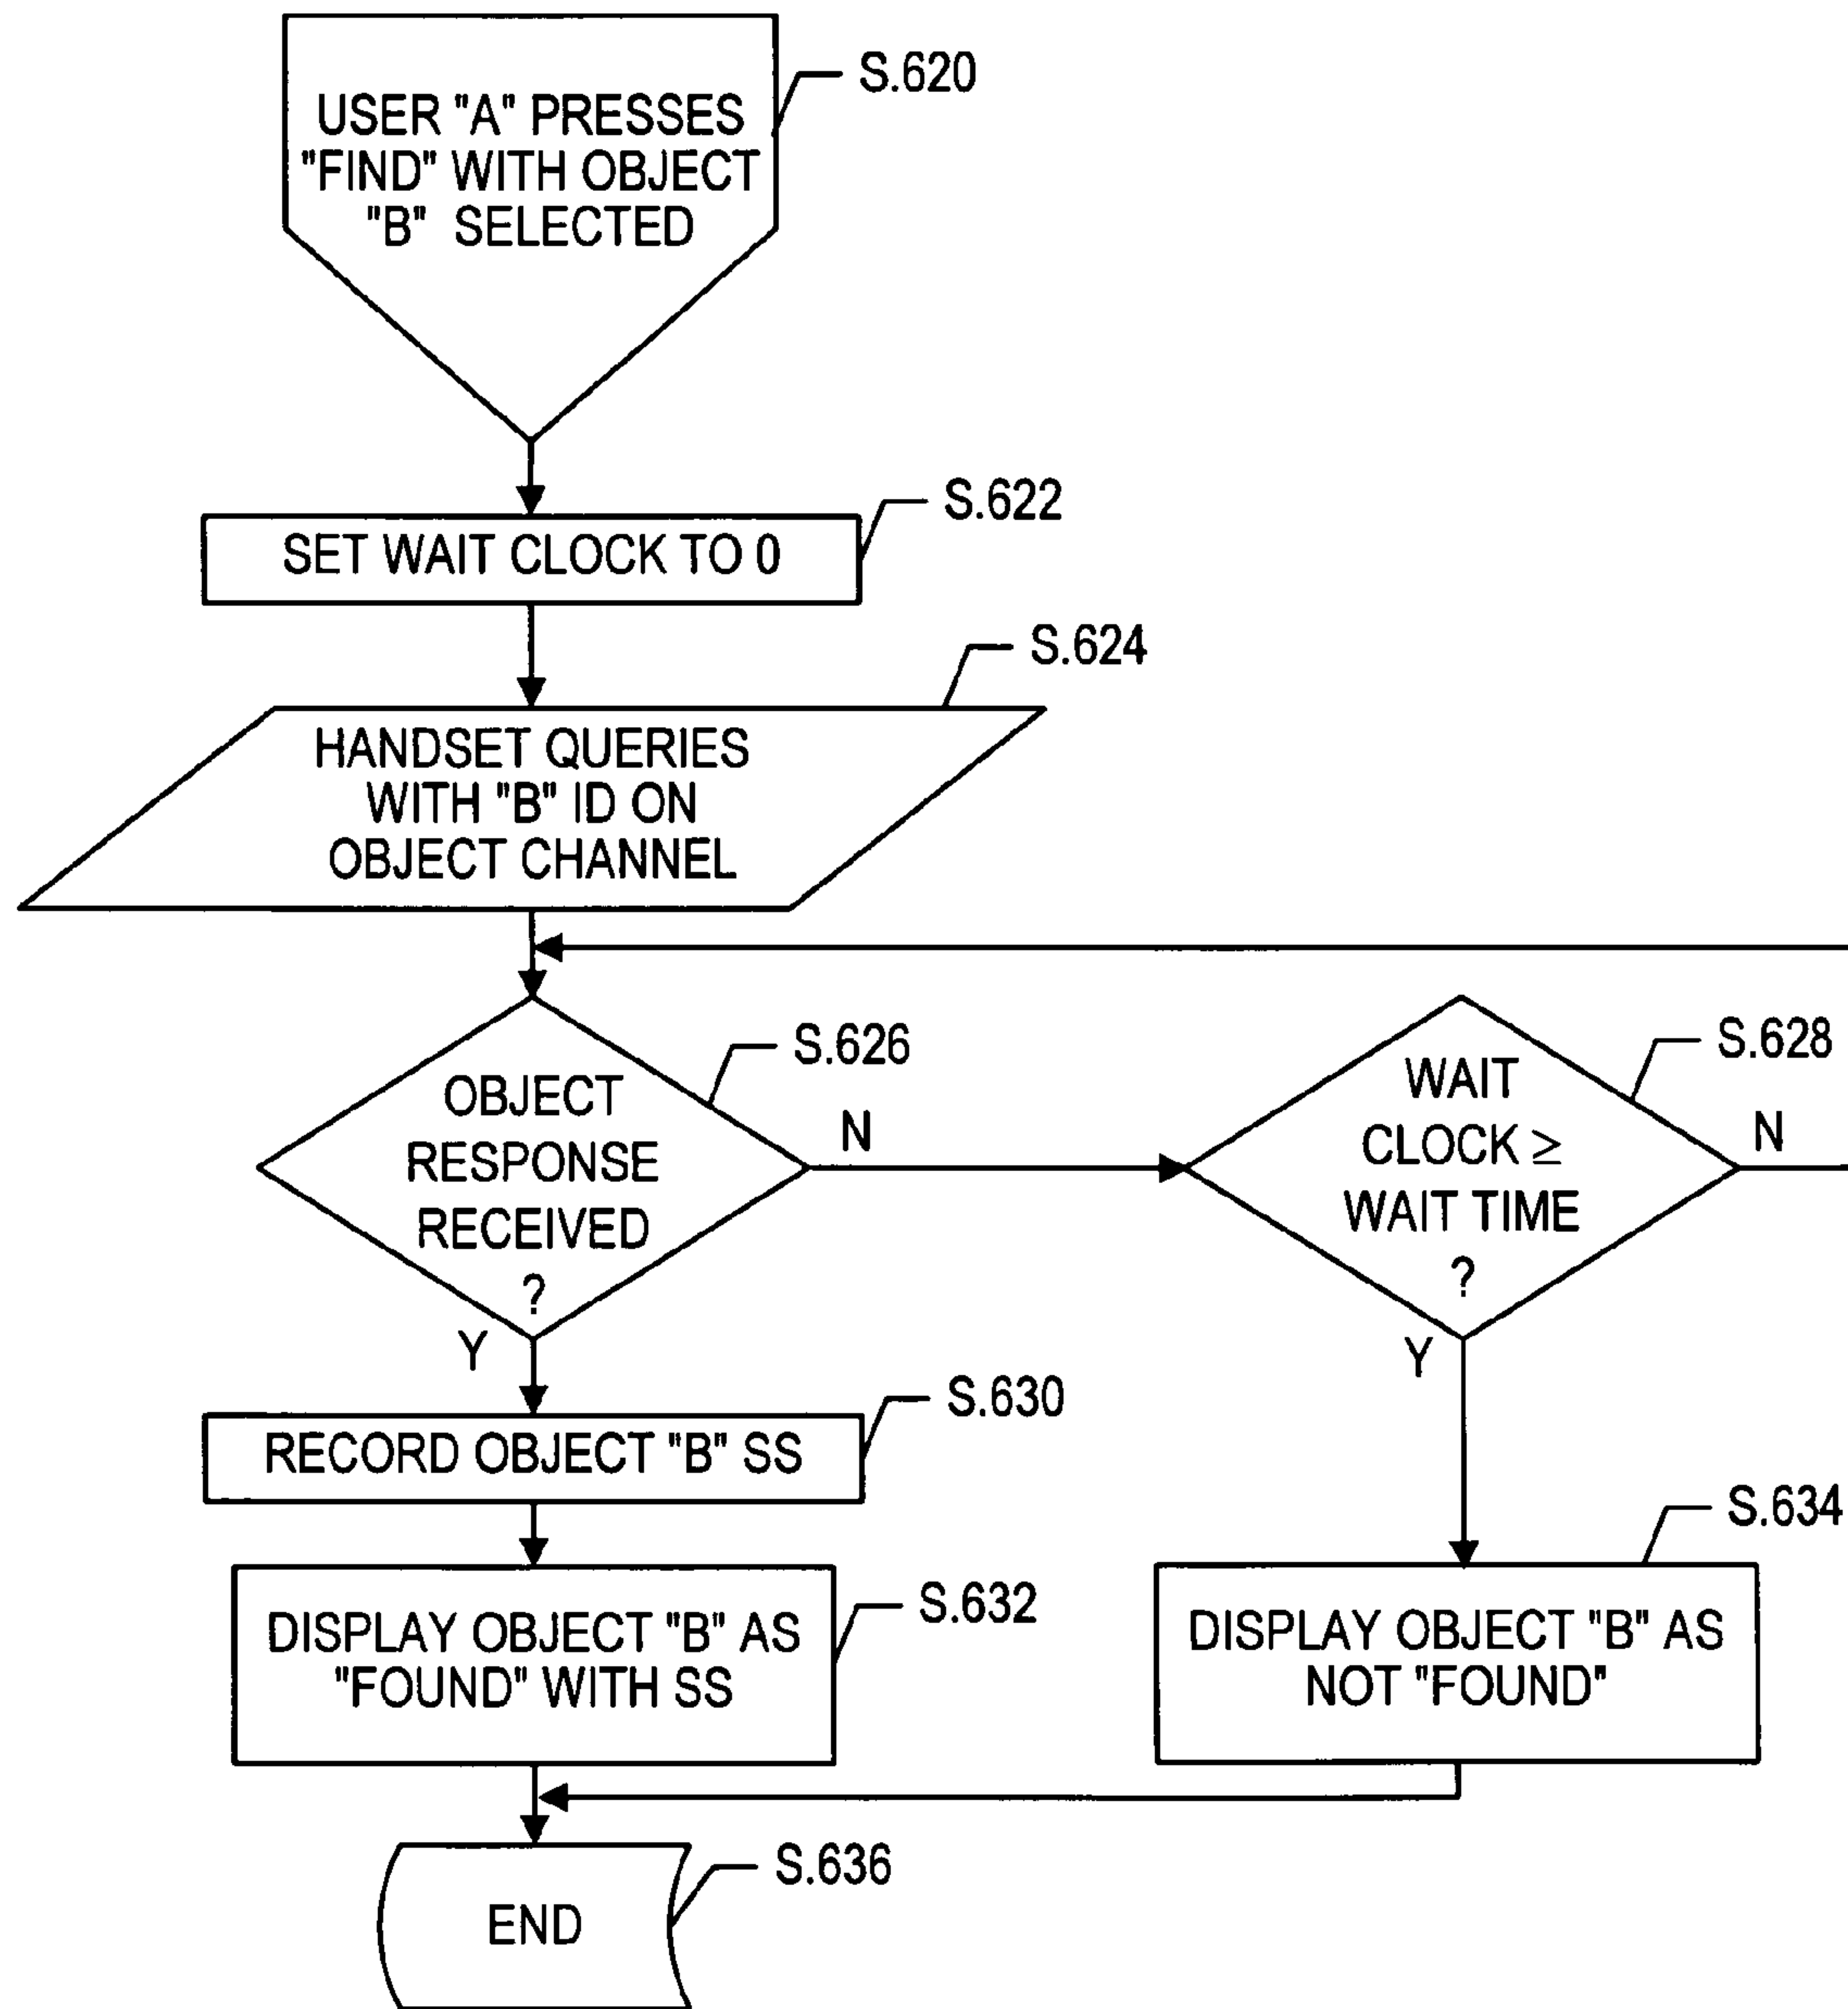 USER "A" PRESSES
"FIND" WITH OBJECT
"B" SELECTED
S.620
SET WAIT CLOCK TO 0
S.622
HANDSET QUERIES
WITH "B" ID ON
OBJECT CHANNEL
S.624
OBJECT
RESPONSE
RECEIVED
?
S.626
N
Y
WAIT
CLOCK ≥
WAIT TIME
?
S.628
N
Y
RECORD OBJECT "B" SS
S.630
DISPLAY OBJECT "B" AS
"FOUND" WITH SS
S.632
DISPLAY OBJECT "B" AS
NOT "FOUND"
S.634
END
S.636